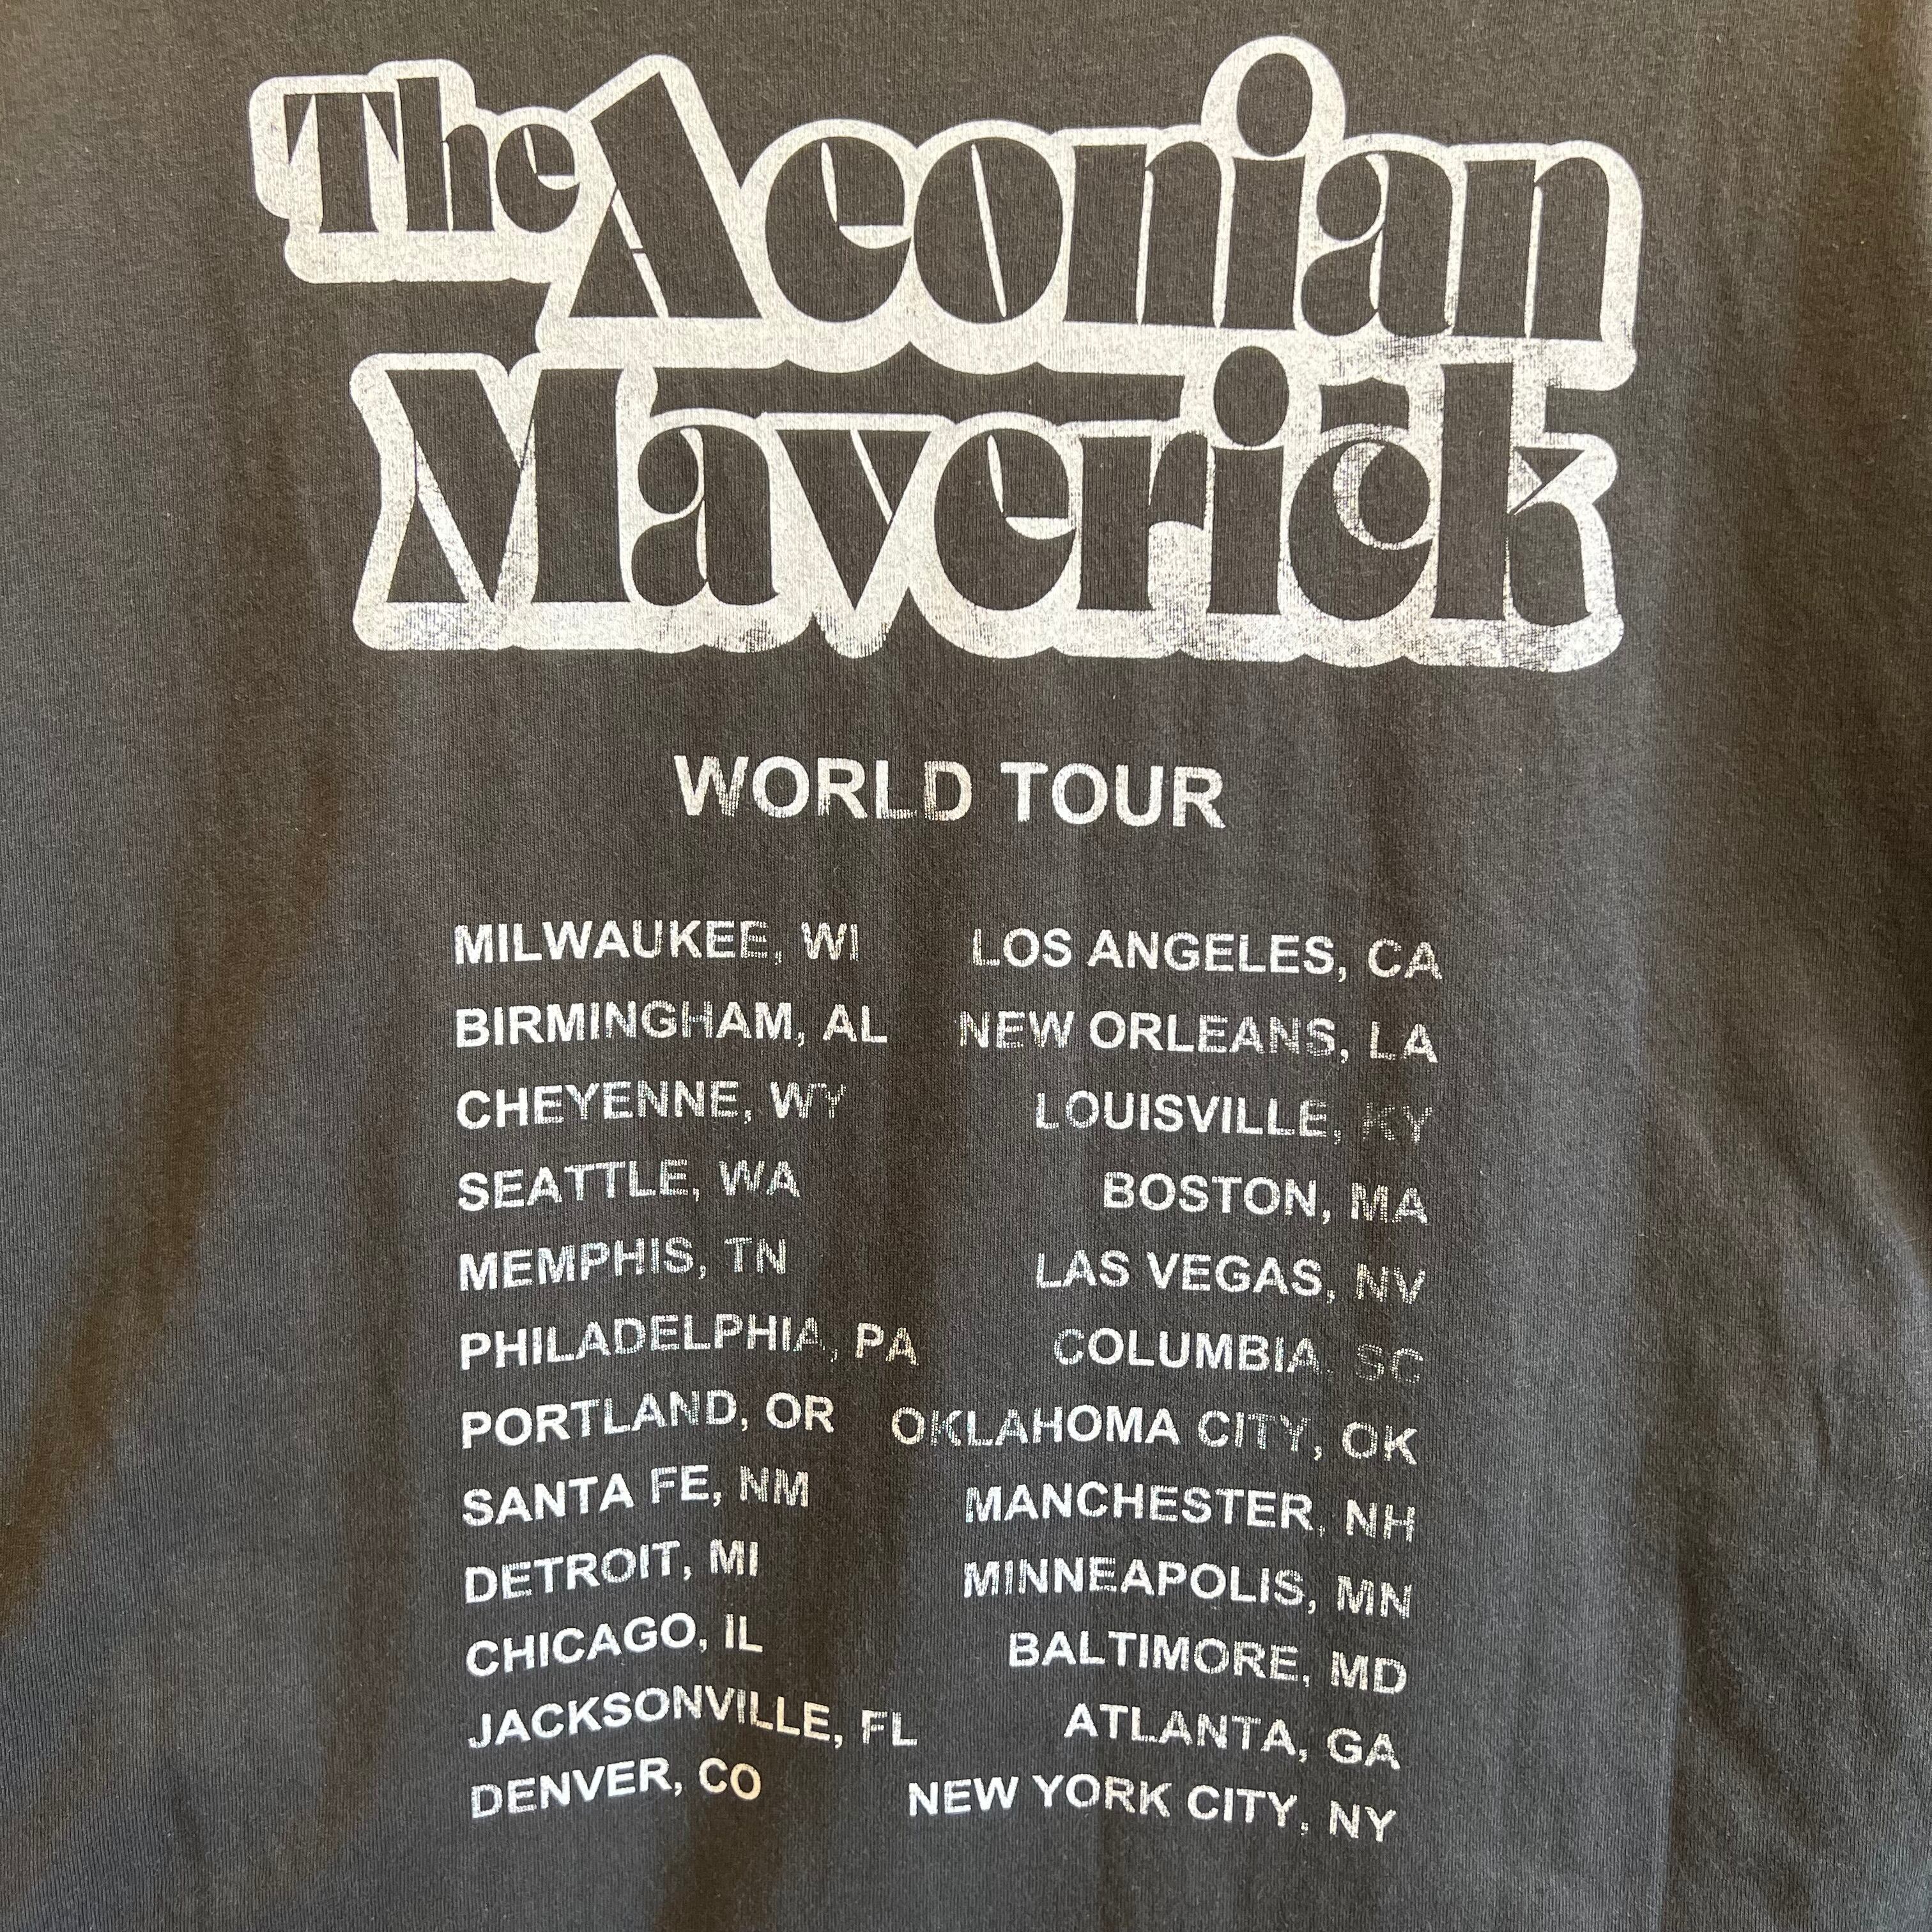 The Aeonian
Maverick
WORLD TOUR
MILWAUKEE, WI
BIRMINGHAM, AL
CHEYENNE, WY
SEATTLE, WA
MEMPHIS, TN
PHILADELPHIA, PA
PORTLAND, OR
SANTA FE, NM
DETROIT, MI
CHICAGO, IL
JACKSONVILLE, FL
DENVER, CO
LOS ANGELES, CA
NEW ORLEANS, LA
LOUISVILLE, KY
BOSTON, MA
LAS VEGAS, NV
COLUMBIA, SC
OKLAHOMA CITY, OK
MANCHESTER, NH
MINNEAPOLIS, MN
BALTIMORE, MD
ATLANTA, GA
NEW YORK CITY, NY